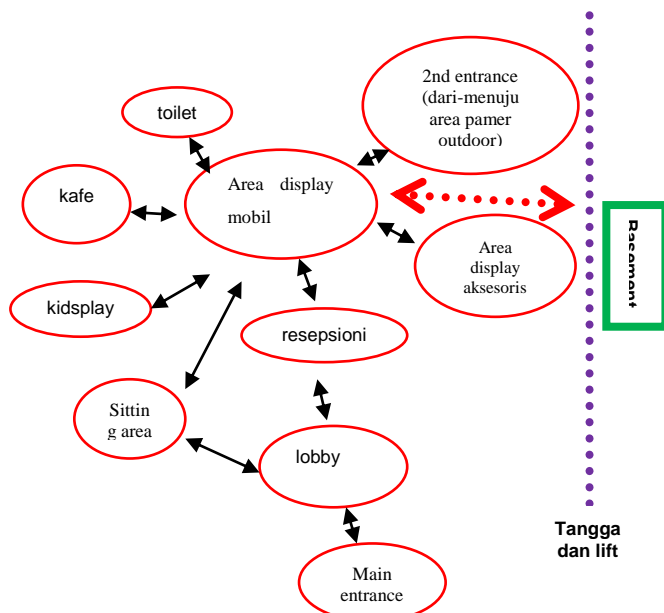 2nd entrance
(dari-menuju
area pamer
outdoor)
toilet
Area display
mobil
kafe
Basement
Area
display
aksesoris
kidsplay
resepsioni
Sittin
g area
lobby
Tangga
dan lift
Main
entrance